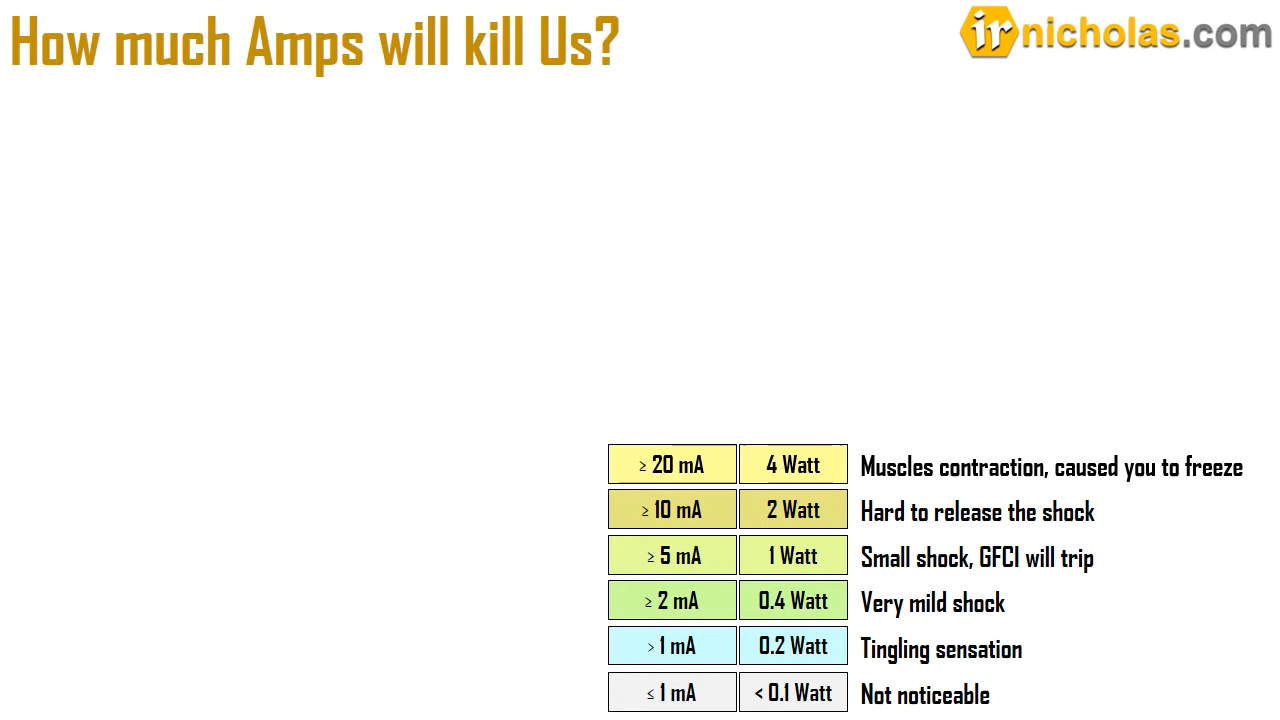 How much Amps will kill Us?
irnicholas.com
≥ 20 mA 4 Watt Muscles contraction, caused you to freeze
≥ 10 mA 2 Watt Hard to release the shock
≥ 5 mA 1 Watt Small shock, GFCI will trip
≥ 2 mA 0.4 Watt Very mild shock
> 1 mA 0.2 Watt Tingling sensation
≤ 1 mA < 0.1 Watt Not noticeable